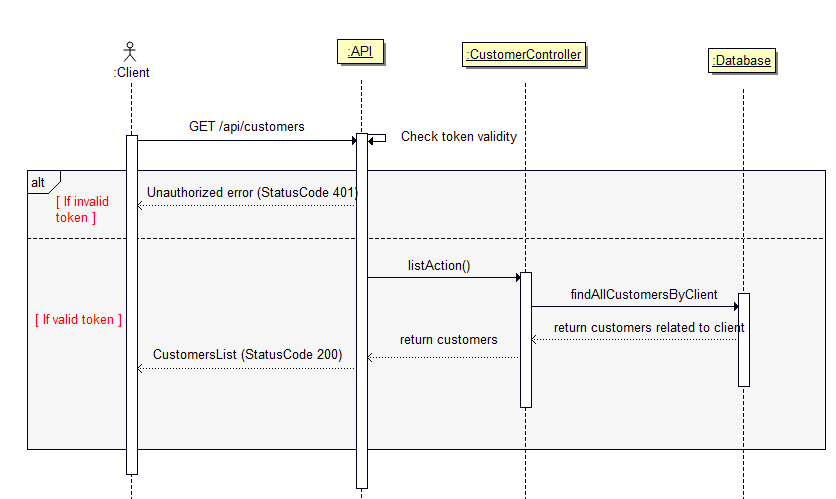 :Client
:API
:CustomerController
:Database
GET /api/customers
Check token validity
alt
[ If invalid
token ]
Unauthorized error (StatusCode 401)
listAction()
findAllCustomersByClient
[ If valid token ]
return customers related to client
return customers
CustomersList (StatusCode 200)